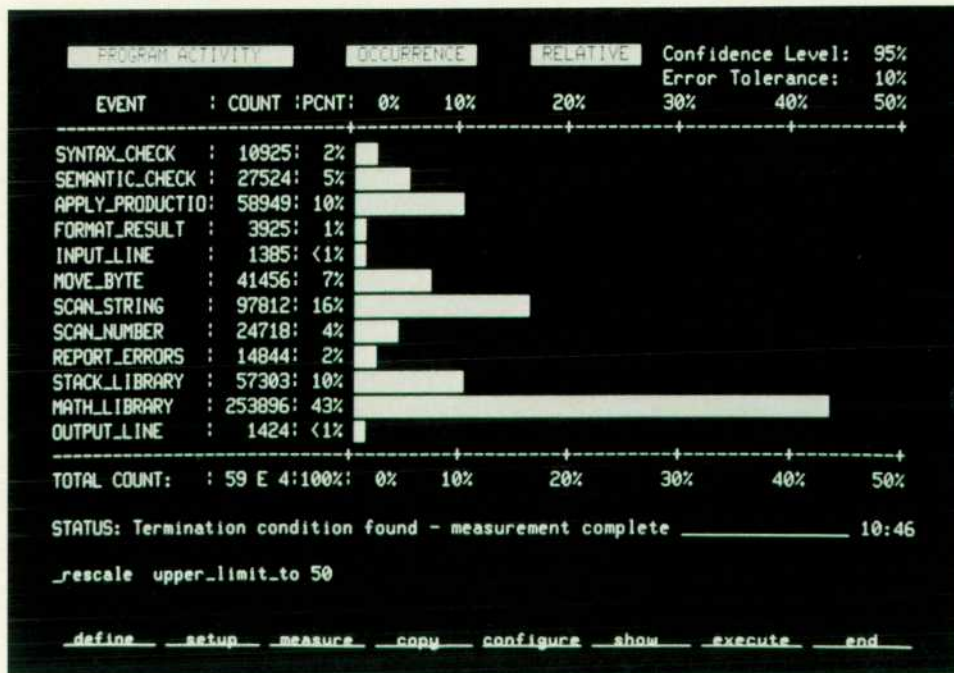 PROGRAM ACTIVITY OCCURRENCE RELATIVE Confidence Level: 95%
Error Tolerance: 10%
EVENT : COUNT :PCNT: 0% 10% 20% 30% 40% 50%
SYNTAX_CHECK : 10925: 2%
SEMANTIC_CHECK : 27524: 5%
APPLY_PRODUCTIO: 58949: 10%
FORMAT_RESULT : 3925: 1%
INPUT_LINE : 1385: <1%
MOVE_BYTE : 41456: 7%
SCAN_STRING : 97812: 16%
SCAN_NUMBER : 24718: 4%
REPORT_ERRORS : 14844: 2%
STACK_LIBRARY : 57303: 10%
MATH_LIBRARY : 253896: 43%
OUTPUT_LINE : 1424: <1%
TOTAL COUNT: : 59 E 4:100%: 0% 10% 20% 30% 40% 50%
STATUS: Termination condition found - measurement complete 10:46
_rescale upper_limit_to 50
define setup measure copy configure show execute end